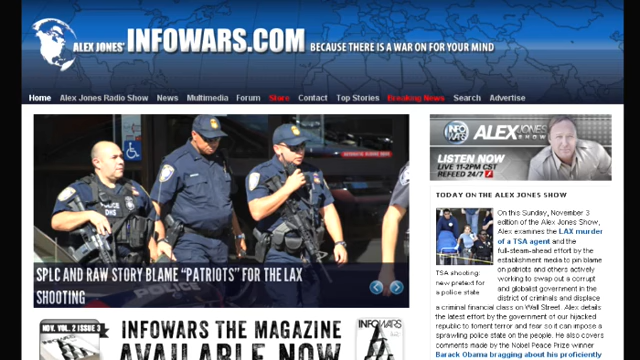 ALEX JONES' INFOWARS.COM BECAUSE THERE IS A WAR ON FOR YOUR MIND
Home Alex Jones Radio Show News Multimedia Forum Store Contact Top Stories Breaking News Search Advertise
POLICE
SPLC AND RAW STORY BLAME “PATRIOTS” FOR THE LAX
SHOOTING
NOV. VOL. 2 ISSUE
INFOWARS THE MAGAZINE
AVAILABLE NOW
INFOWARS
INFO WARS ALEX JONES SHOW
LISTEN NOW
LIVE 11-2PM CST
REFEED 24/7
TODAY ON THE ALEX JONES SHOW
On this Sunday, November 3
edition of the Alex Jones Show,
Alex examines the LAX murder
of a TSA agent and the
full-steam-ahead effort by the
establishment media to pin blame
on patriots and others actively
working to swap out a corrupt
and globalist government in the
TSA shooting:
new pretext for
a police state
district of criminals and displace
a criminal financial class on Wall Street. Alex details
the latest effort by the government of our hijacked
republic to torment terror and fear so it can impose a
sprawling police state on the people. He also covers
comments made by the Nobel Peace Prize winner
Barack Obama bragging about his proficiently